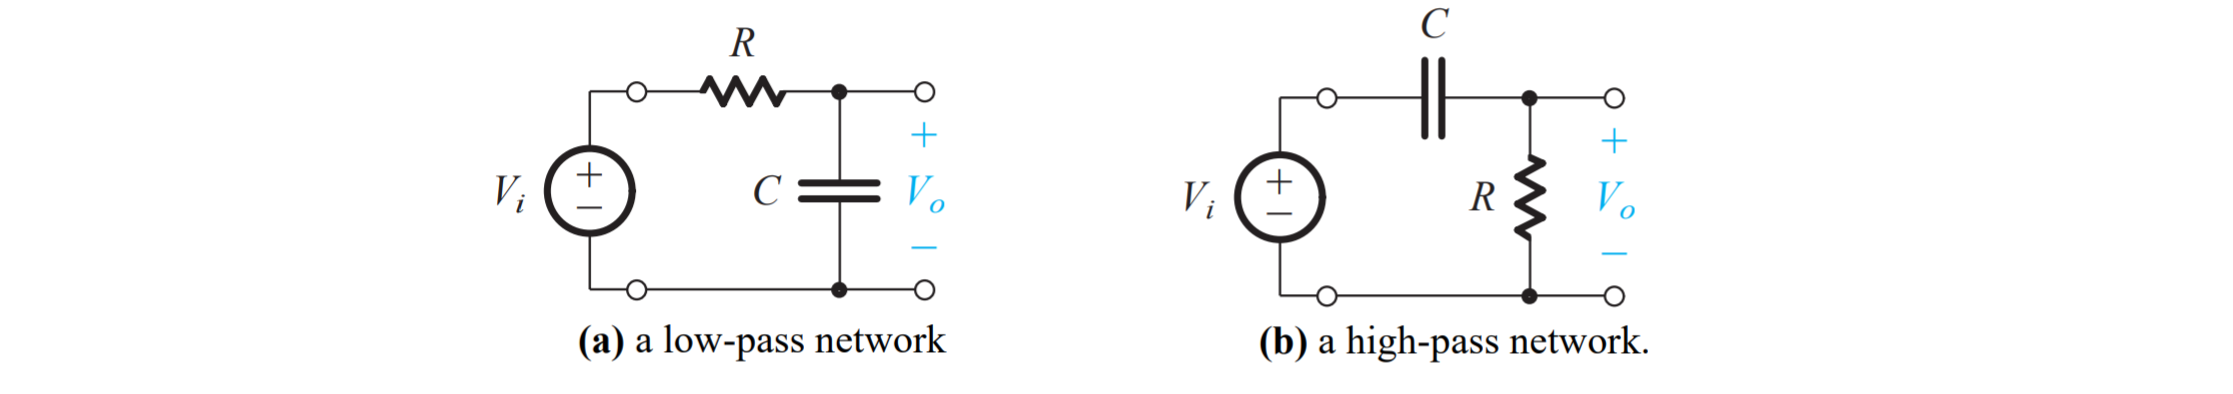 R
C
+
+
+
V_i
−
C
V_o
V_i
+
−
R
V_o
−
−
(a) a low-pass network
(b) a high-pass network.